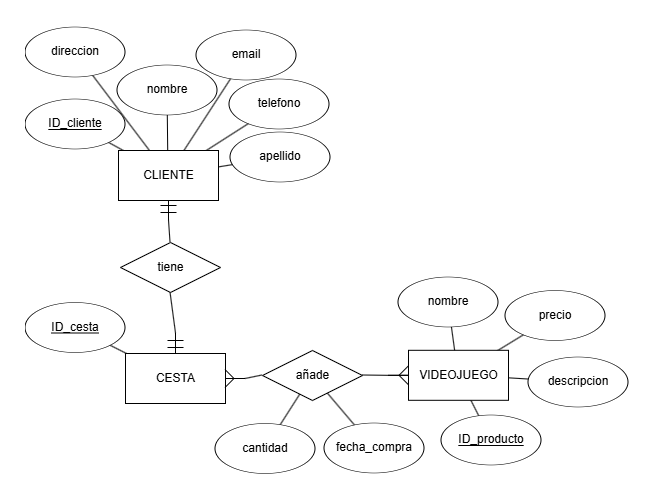 direccion
email
nombre
telefono
ID_cliente
apellido
CLIENTE
tiene
ID_cesta
nombre
precio
CESTA
añade
VIDEOJUEGO
descripcion
cantidad
fecha_compra
ID_producto